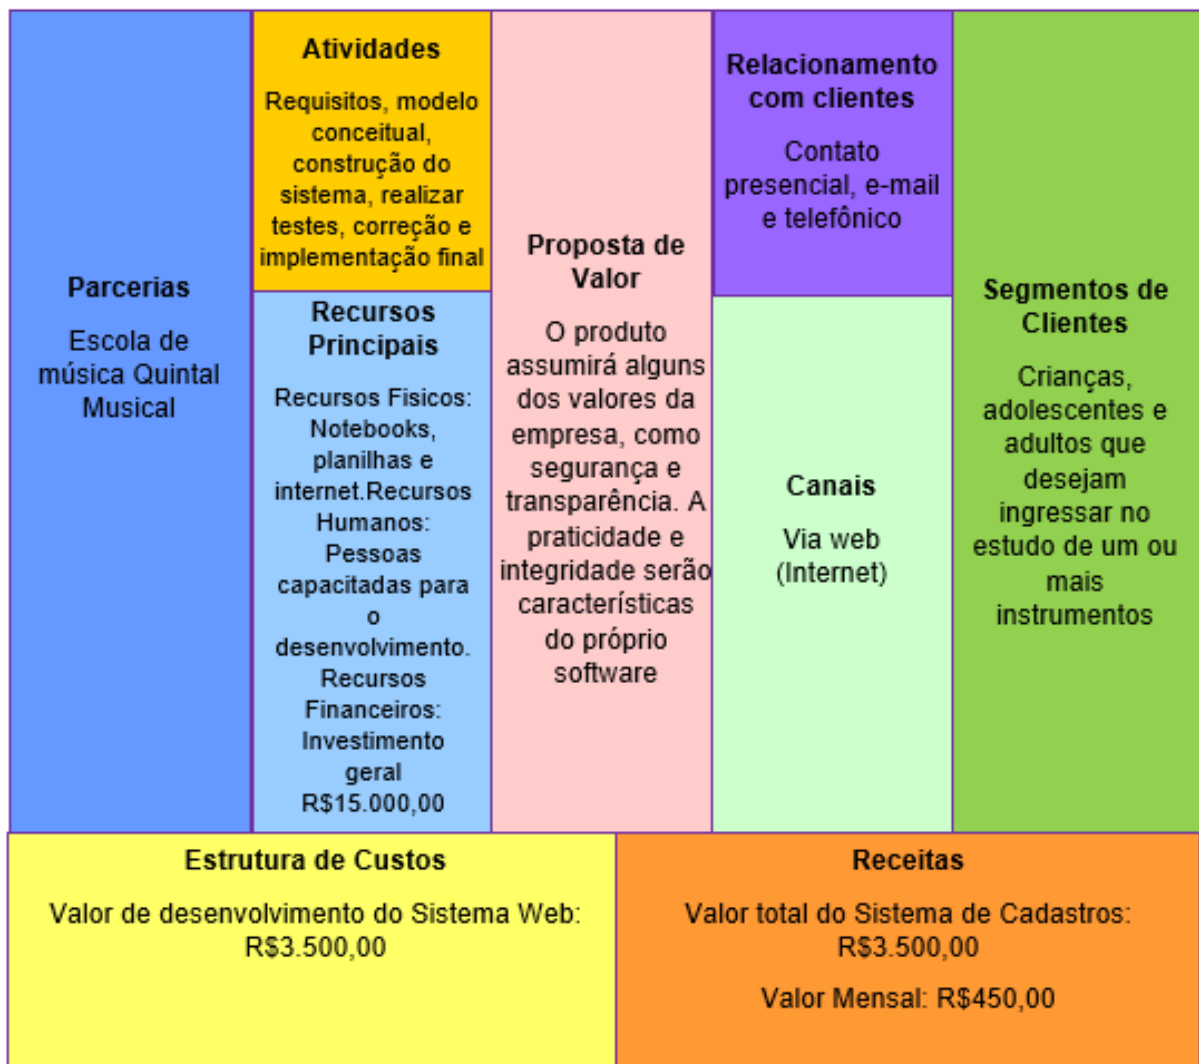 Parcerias
Escola de
música Quintal
Musical
Atividades
Requisitos, modelo
conceitual,
construção do
sistema, realizar
testes, correção e
implementação final
Recursos
Principais
Recursos Fisicos:
Notebooks,
planilhas e
internet.Recursos
Humanos:
Pessoas
capacitadas para
o
desenvolvimento.
Recursos
Financeiros:
Investimento
geral
R$15.000,00
Proposta de
Valor
O produto
assumirá alguns
dos valores da
empresa, como
segurança e
transparência. A
praticidade e
integridade serão
características
do próprio
software
Relacionamento
com clientes
Contato
presencial, e-mail
e telefônico
Canais
Via web
(Internet)
Segmentos de
Clientes
Crianças,
adolescentes e
adultos que
desejam
ingressar no
estudo de um ou
mais
instrumentos
Estrutura de Custos
Valor de desenvolvimento do Sistema Web:
R$3.500,00
Receitas
Valor total do Sistema de Cadastros:
R$3.500,00
Valor Mensal: R$450,00